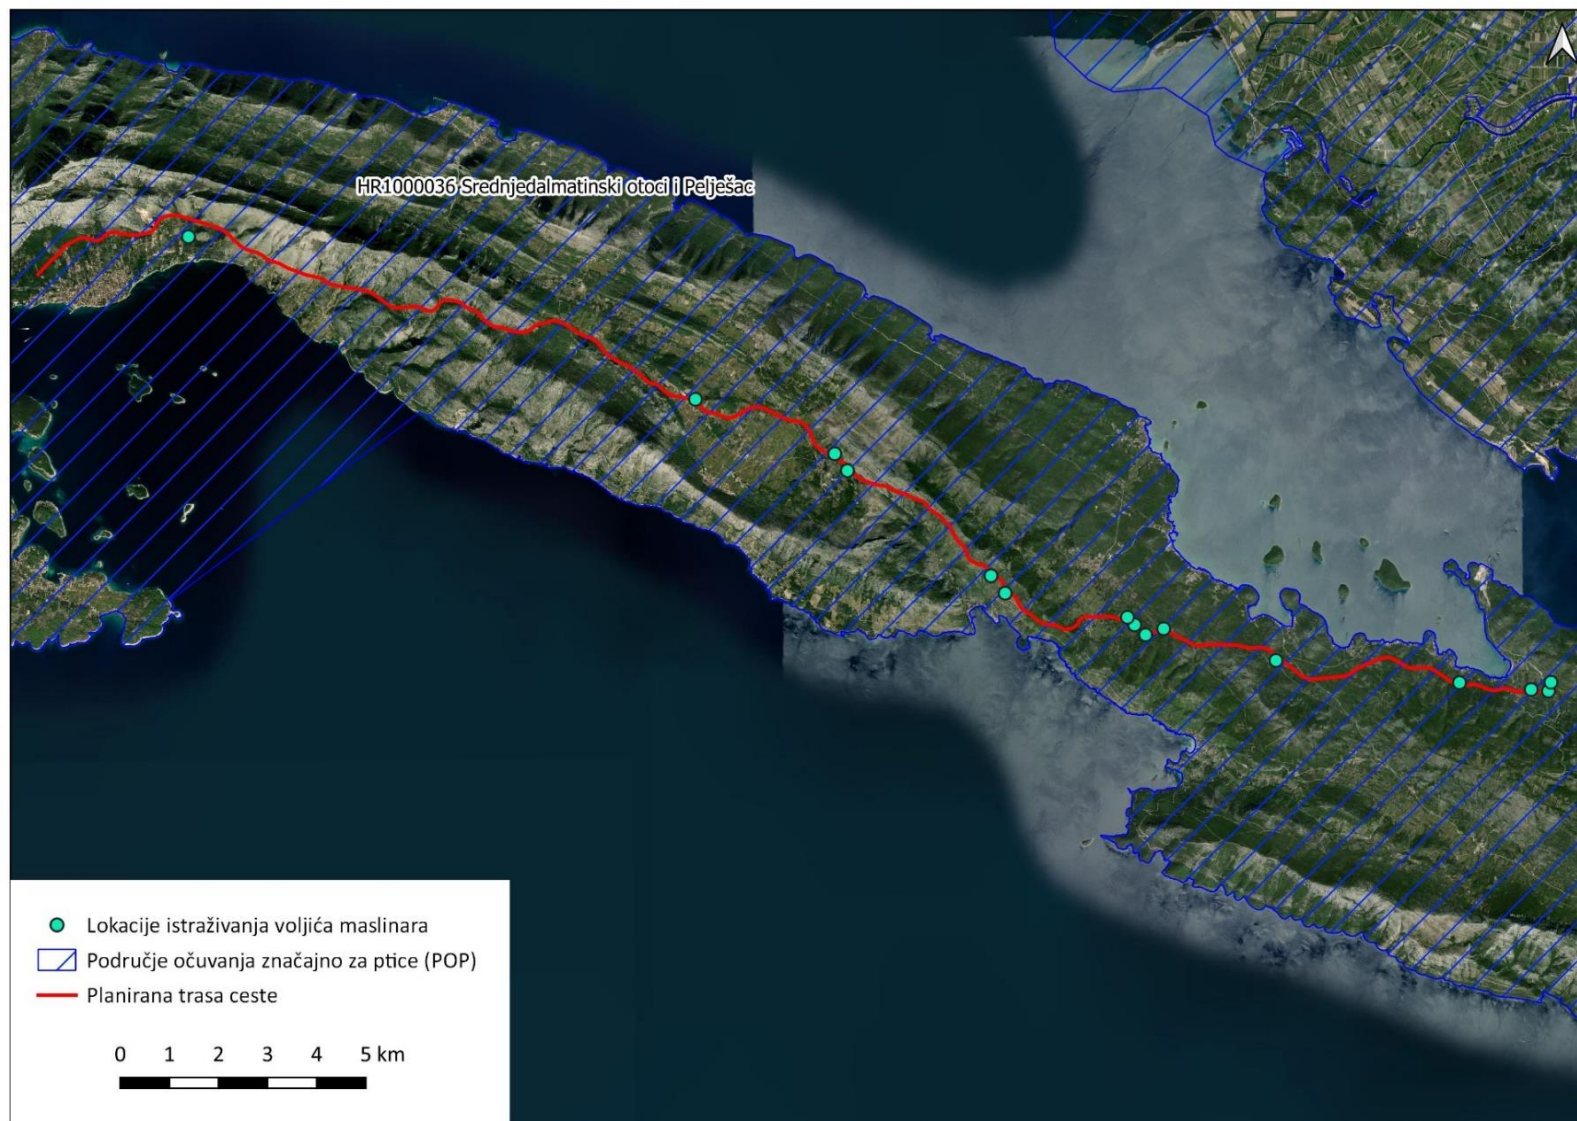 HR1000036 Srednjedalmatinski otoci i Pelješac
Lokacije istraživanja voljića maslinara
Područje očuvanja značajno za ptice (POP)
Planirana trasa ceste
0 1 2 3 4 5 km